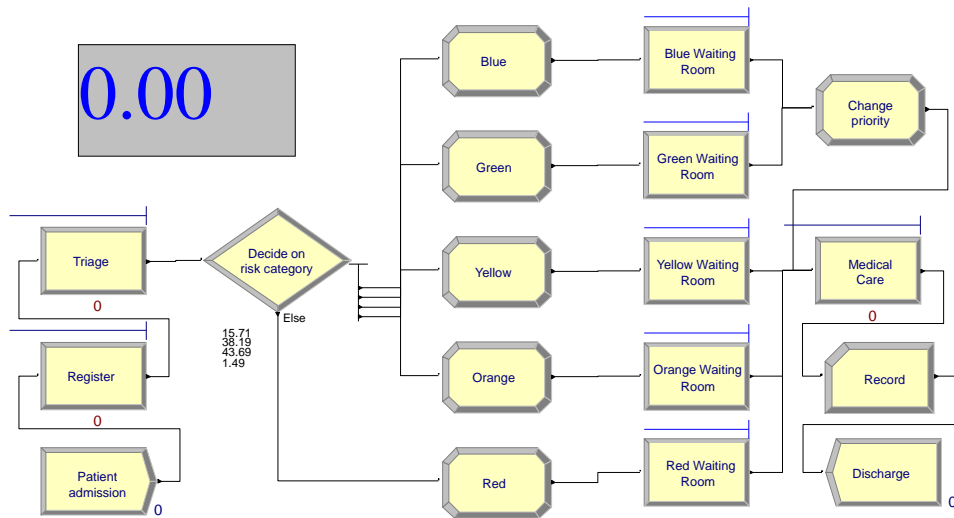 0.00
Blue
Blue Waiting
Room
Change
priority
Green
Green Waiting
Room
Triage
0
Decide on
risk category
Else
15.71
38.19
43.69
1.49
Yellow
Yellow Waiting
Room
Medical
Care
0
Register
0
Orange
Orange Waiting
Room
Record
Patient
admission
0
Red
Red Waiting
Room
Discharge
0